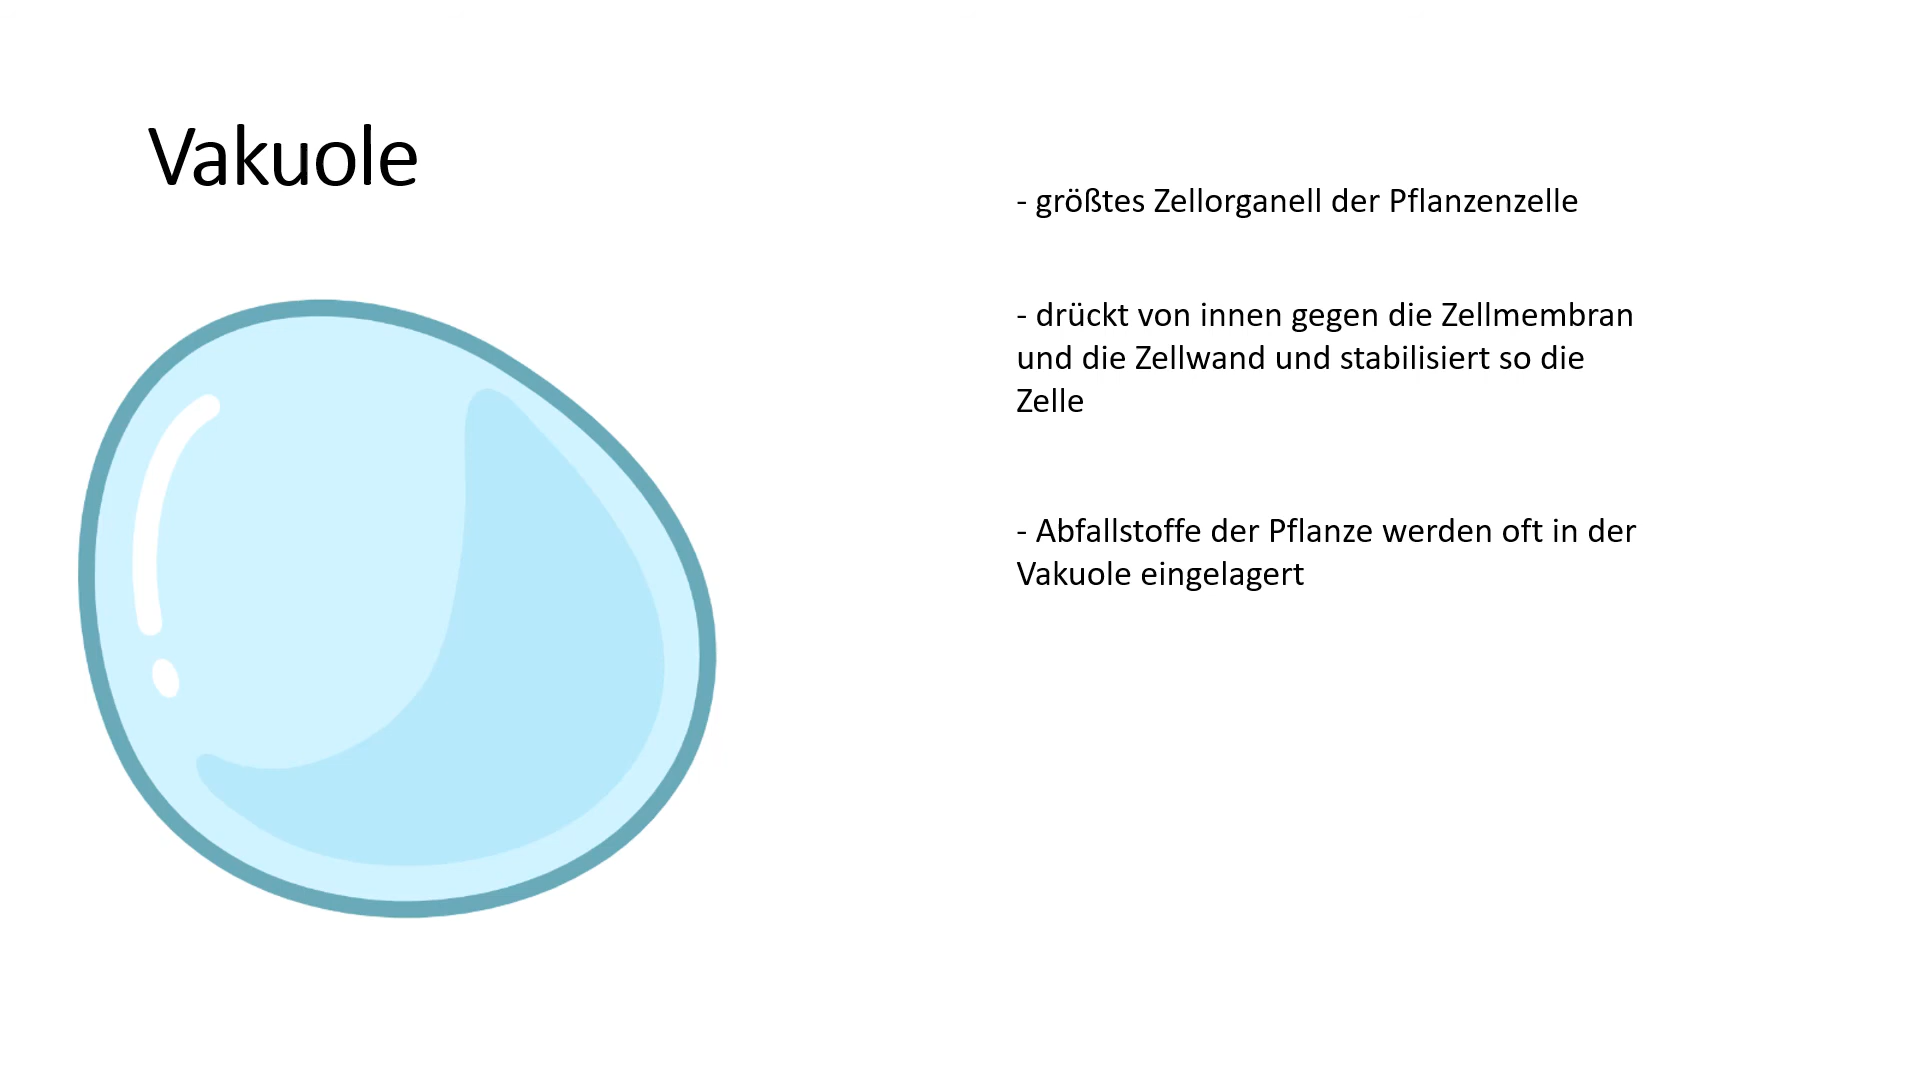 Vakuole
- größtes Zellorganell der Pflanzenzelle
- drückt von innen gegen die Zellmembran
und die Zellwand und stabilisiert so die
Zelle
- Abfallstoffe der Pflanze werden oft in der
Vakuole eingelagert